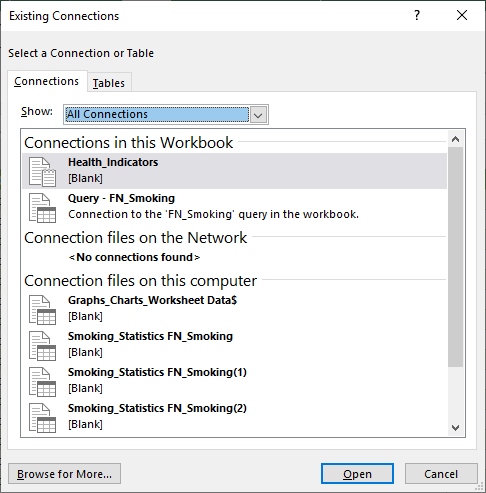 Existing Connections
Select a Connection or Table
Connections
Tables
Show: All Connections
Connections in this Workbook
Health_Indicators
[Blank]
Query - FN_Smoking
Connection to the 'FN_Smoking' query in the workbook.
Connection files on the Network
<No connections found>
Connection files on this computer
Graphs_Charts_Worksheet Data$
[Blank]
Smoking_Statistics FN_Smoking
[Blank]
Smoking_Statistics FN_Smoking(1)
[Blank]
Smoking_Statistics FN_Smoking(2)
[Blank]
Browse for More...
Open
Cancel